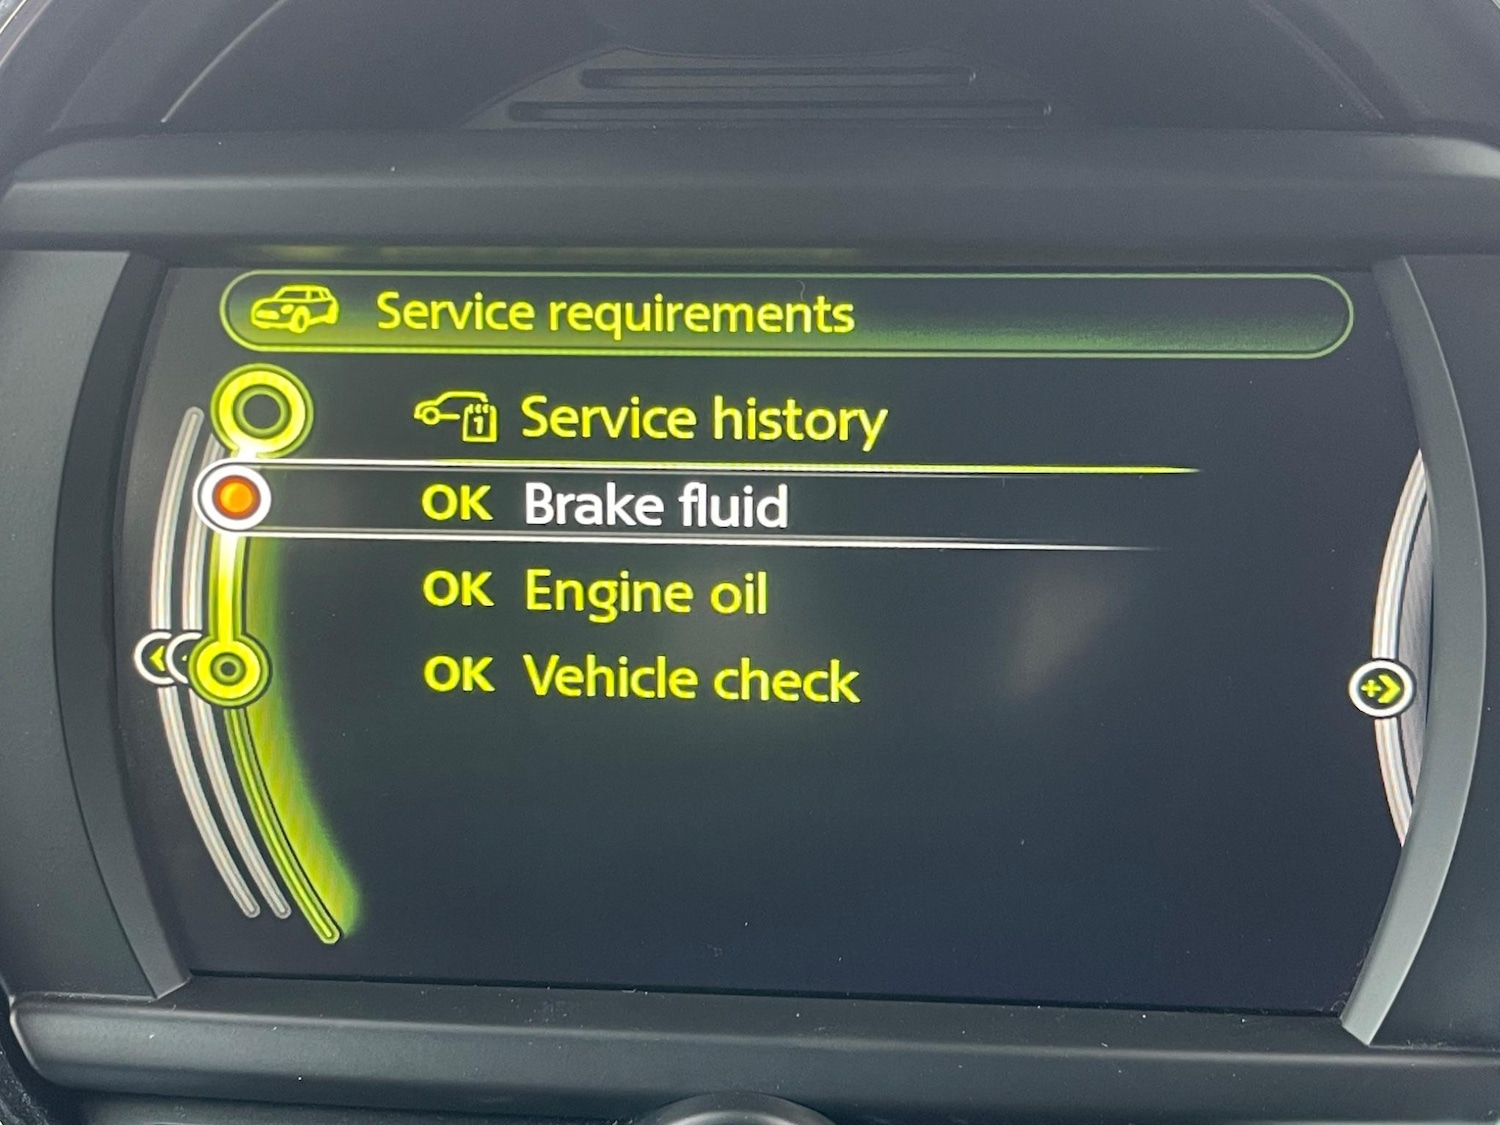 Service requirements
Service history
OK Brake fluid
OK Engine oil
OK Vehicle check